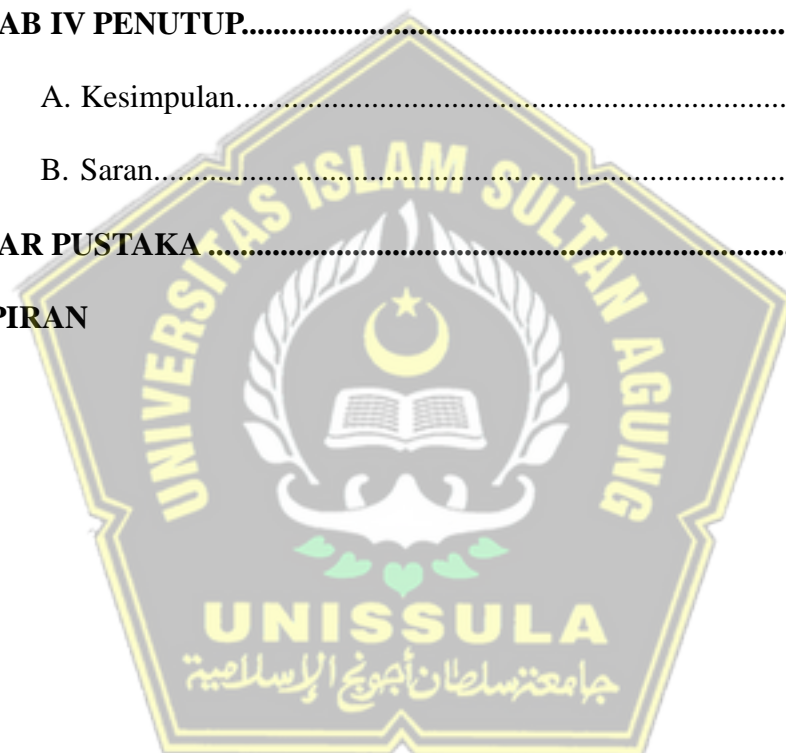 AB IV PENUTUP..........................................................................
A. Kesimpulan.....................................................................
B. Saran..............................................................................
AR PUSTAKA ..........................................................................
PIRAN
UNIVERSITAS ISLAM SULTAN AGUNG
UNISSULA
جامعة سلطان أجونج الإسلامية